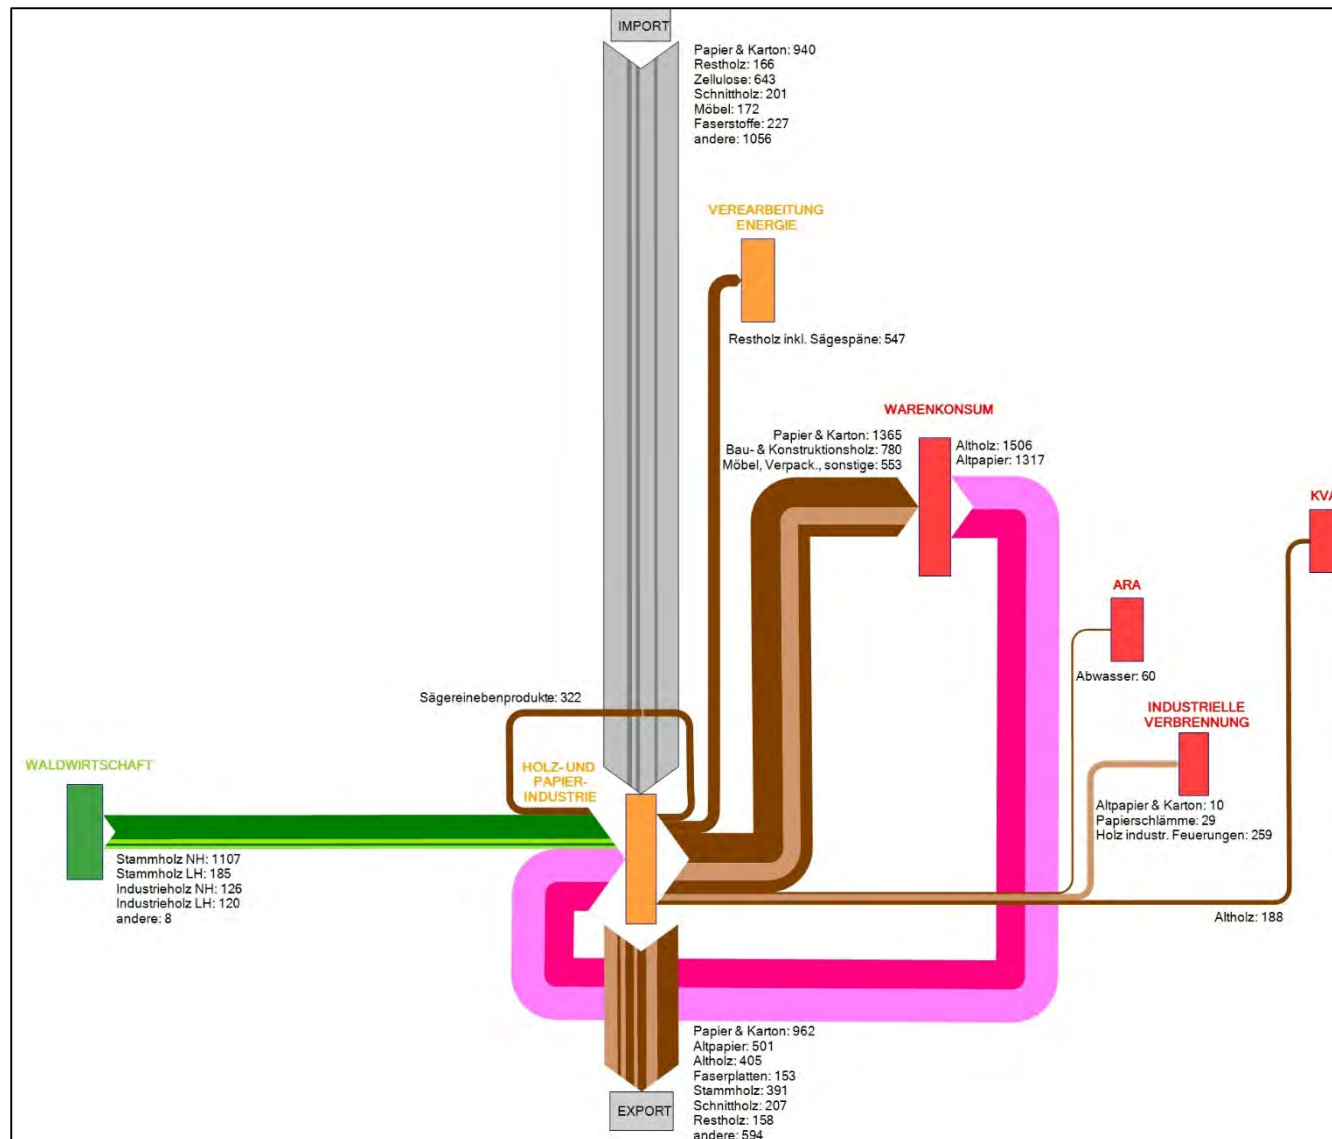 IMPORT
Papier & Karton: 940
Restholz: 166
Zellulose: 643
Schnittholz: 201
Möbel: 172
Faserstoffe: 227
andere: 1056
VEREARBEITUNG
ENERGIE
Restholz inkl. Sägespäne: 547
WARENKONSUM
Papier & Karton: 1365
Bau- & Konstruktionsholz: 780
Möbel, Verpack., sonstige: 553
Altholz: 1506
Altpapier: 1317
KVA
ARA
Abwasser: 60
Sägereinebenprodukte: 322
INDUSTRIELLE
VERBRENNUNG
Altpapier & Karton: 10
Papierschlämme: 29
Holz industr. Feuerungen: 259
WALDWIRTSCHAFT
HOLZ- UND
PAPIER-
INDUSTRIE
Stammholz NH: 1107
Stammholz LH: 185
Industrieholz NH: 126
Industrieholz LH: 120
andere: 8
Altholz: 188
Papier & Karton: 962
Altpapier: 501
Altholz: 405
Faserplatten: 153
Stammholz: 391
Schnittholz: 207
Restholz: 158
andere: 594
EXPORT